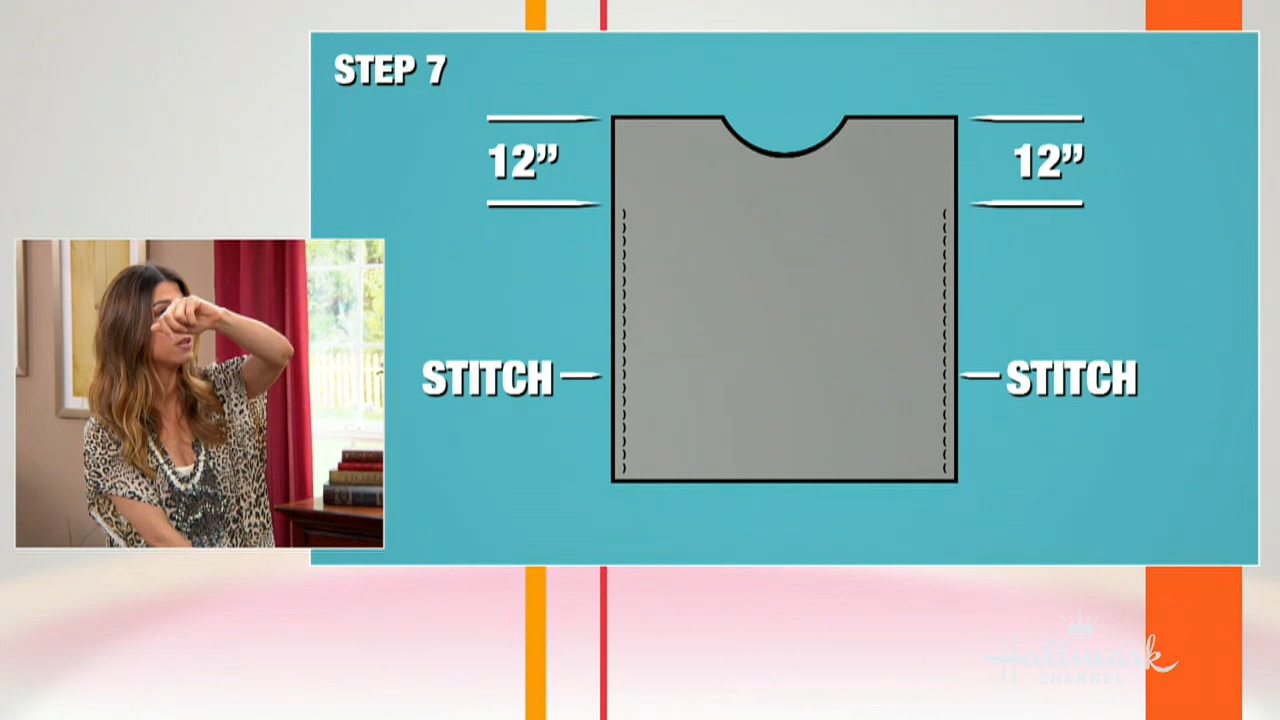 STEP 7
12” 12”
STITCH STITCH
Hallmark
CHANNEL